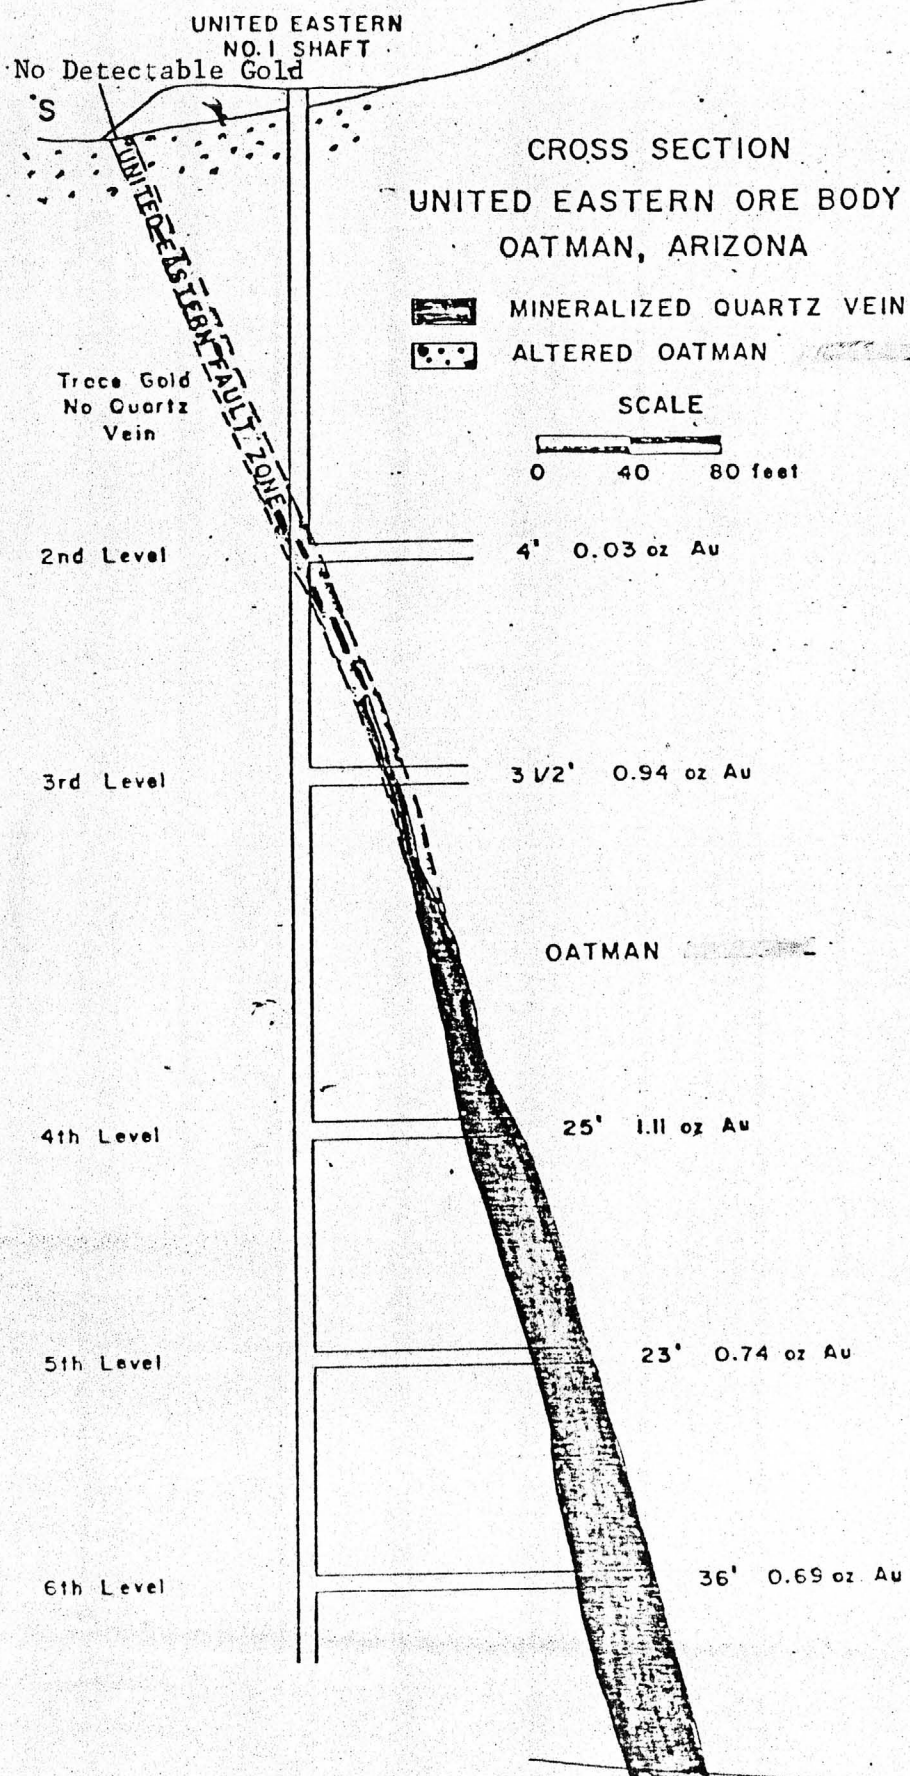 UNITED EASTERN
NO. 1 SHAFT
No Detectable Gold
S
CROSS SECTION
UNITED EASTERN ORE BODY
OATMAN, ARIZONA
MINERALIZED QUARTZ VEIN
ALTERED OATMAN
SCALE
0 40 80 feet
UNITED EASTERN FAULT ZONE
Trace Gold
No Quartz
Vein
2nd Level 4' 0.03 oz Au
3rd Level 3 1/2' 0.94 oz Au
OATMAN
4th Level 25' 1.11 oz Au
5th Level 23' 0.74 oz Au
6th Level 36' 0.69 oz Au